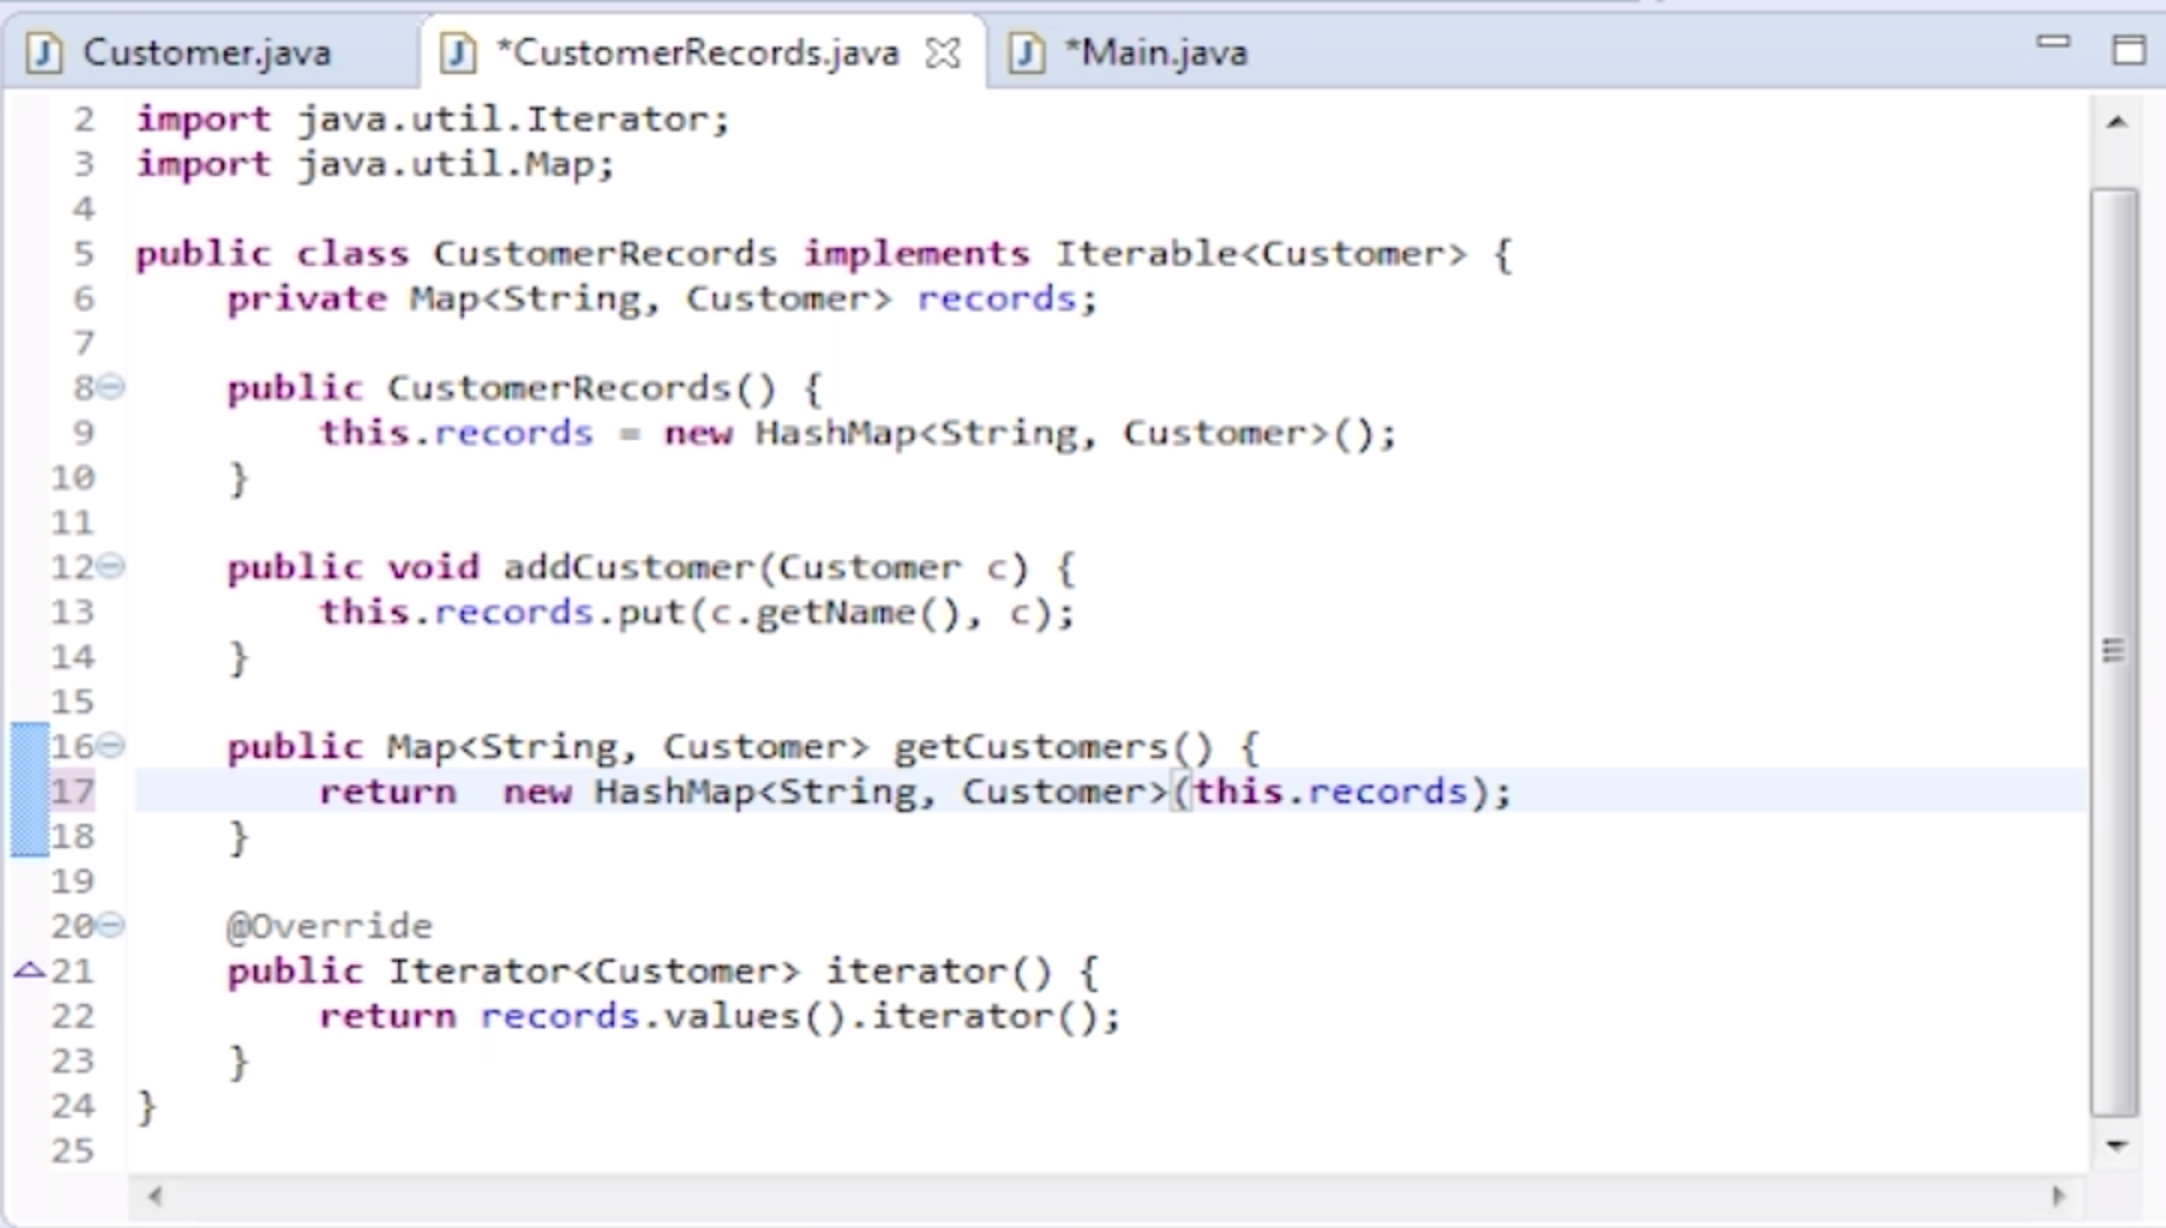 Customer.java *CustomerRecords.java *Main.java
2 import java.util.Iterator;
3 import java.util.Map;
4
5 public class CustomerRecords implements Iterable<Customer> {
6     private Map<String, Customer> records;
7
8     public CustomerRecords() {
9         this.records = new HashMap<String, Customer>();
10     }
11
12     public void addCustomer(Customer c) {
13         this.records.put(c.getName(), c);
14     }
15
16     public Map<String, Customer> getCustomers() {
17         return  new HashMap<String, Customer>(this.records);
18     }
19
20     @Override
21     public Iterator<Customer> iterator() {
22         return records.values().iterator();
23     }
24 }
25